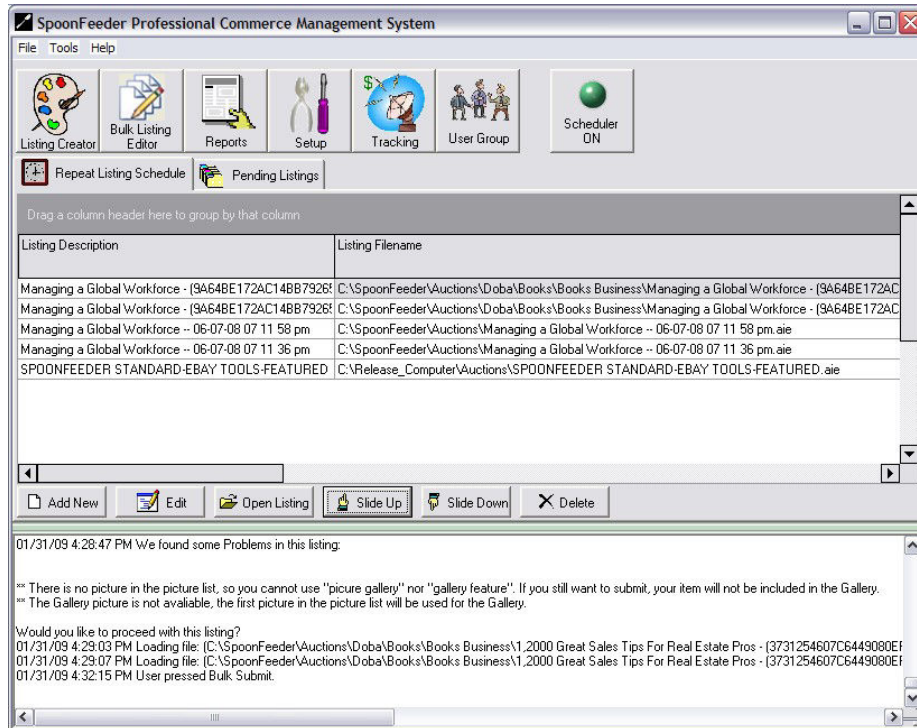 SpoonFeeder Professional Commerce Management System
File Tools Help
Listing Creator
Bulk Listing
Editor
Reports
Setup
Tracking
User Group
Scheduler
ON
Repeat Listing Schedule
Pending Listings
Drag a column header here to group by that column
Listing Description Listing Filename
Managing a Global Workforce - (9A64BE172AC14BB79265 C:\SpoonFeeder\Auctions\Doba\Books\Books Business\Managing a Global Workforce - (9A64BE172AC
Managing a Global Workforce - (9A64BE172AC14BB79265 C:\SpoonFeeder\Auctions\Doba\Books\Books Business\Managing a Global Workforce - (9A64BE172AC
Managing a Global Workforce -- 06-07-08 07 11 58 pm C:\SpoonFeeder\Auctions\Managing a Global Workforce -- 06-07-08 07 11 58 pm.aie
Managing a Global Workforce -- 06-07-08 07 11 36 pm C:\SpoonFeeder\Auctions\Managing a Global Workforce -- 06-07-08 07 11 36 pm.aie
SPOONFEEDER STANDARD-EBAY TOOLS-FEATURED C:\Release_Computer\Auctions\SPOONFEEDER STANDARD-EBAY TOOLS-FEATURED.aie
Add New Edit Open Listing Slide Up Slide Down Delete
01/31/09 4:28:47 PM We found some Problems in this listing:
** There is no picture in the picture list, so you cannot use "picure gallery" nor "gallery feature". If you still want to submit, your item will not be included in the Gallery.
** The Gallery picture is not avaliable, the first picture in the picture list will be used for the Gallery.
Would you like to proceed with this listing?
01/31/09 4:29:03 PM Loading file: (C:\SpoonFeeder\Auctions\Doba\Books\Books Business\1,2000 Great Sales Tips For Real Estate Pros - (3731254607C6449080EF
01/31/09 4:29:07 PM Loading file: (C:\SpoonFeeder\Auctions\Doba\Books\Books Business\1,2000 Great Sales Tips For Real Estate Pros - (3731254607C6449080EF
01/31/09 4:32:15 PM User pressed Bulk Submit.